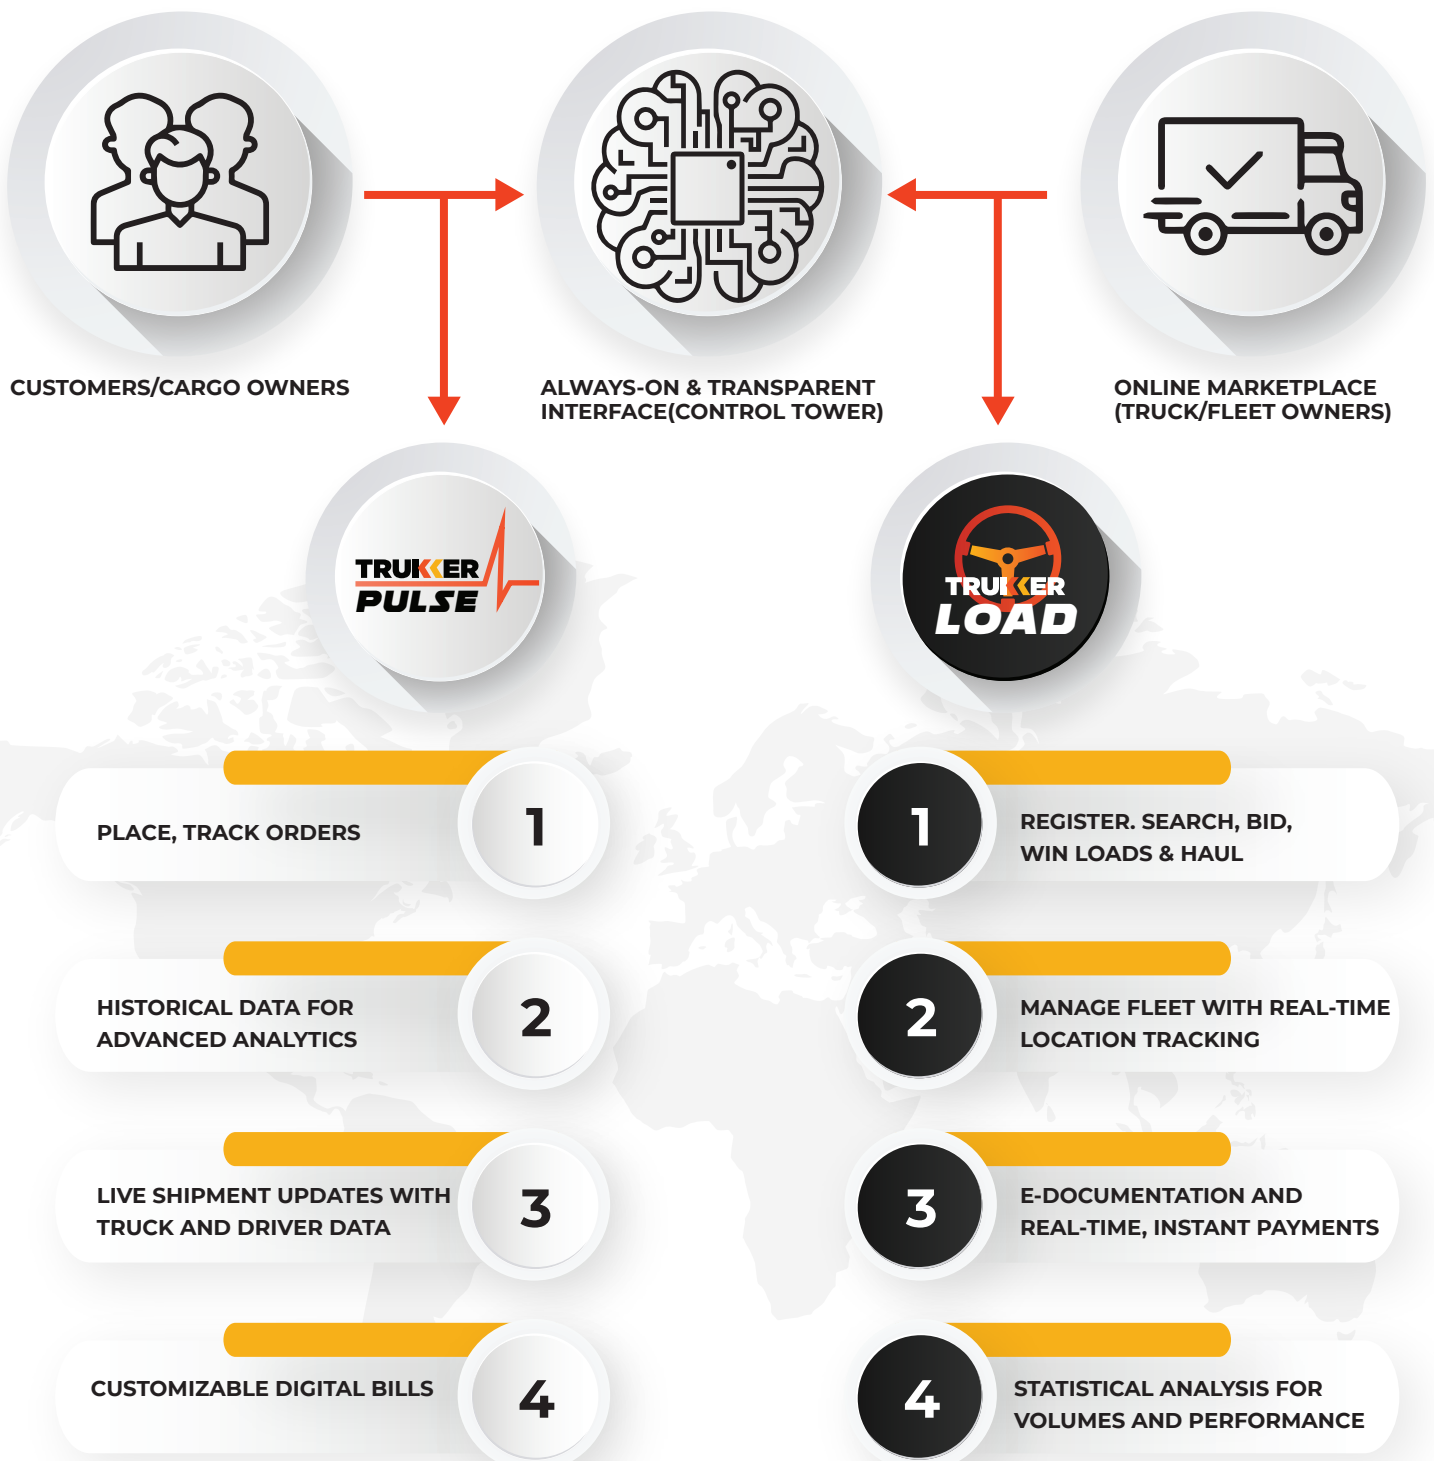 CUSTOMERS/CARGO OWNERS
ALWAYS-ON & TRANSPARENT
INTERFACE(CONTROL TOWER)
ONLINE MARKETPLACE
(TRUCK/FLEET OWNERS)
TRUKKER
PULSE
TRUKKER
LOAD
1
PLACE, TRACK ORDERS
2
HISTORICAL DATA FOR
ADVANCED ANALYTICS
3
LIVE SHIPMENT UPDATES WITH
TRUCK AND DRIVER DATA
4
CUSTOMIZABLE DIGITAL BILLS
1
REGISTER. SEARCH, BID,
WIN LOADS & HAUL
2
MANAGE FLEET WITH REAL-TIME
LOCATION TRACKING
3
E-DOCUMENTATION AND
REAL-TIME, INSTANT PAYMENTS
4
STATISTICAL ANALYSIS FOR
VOLUMES AND PERFORMANCE